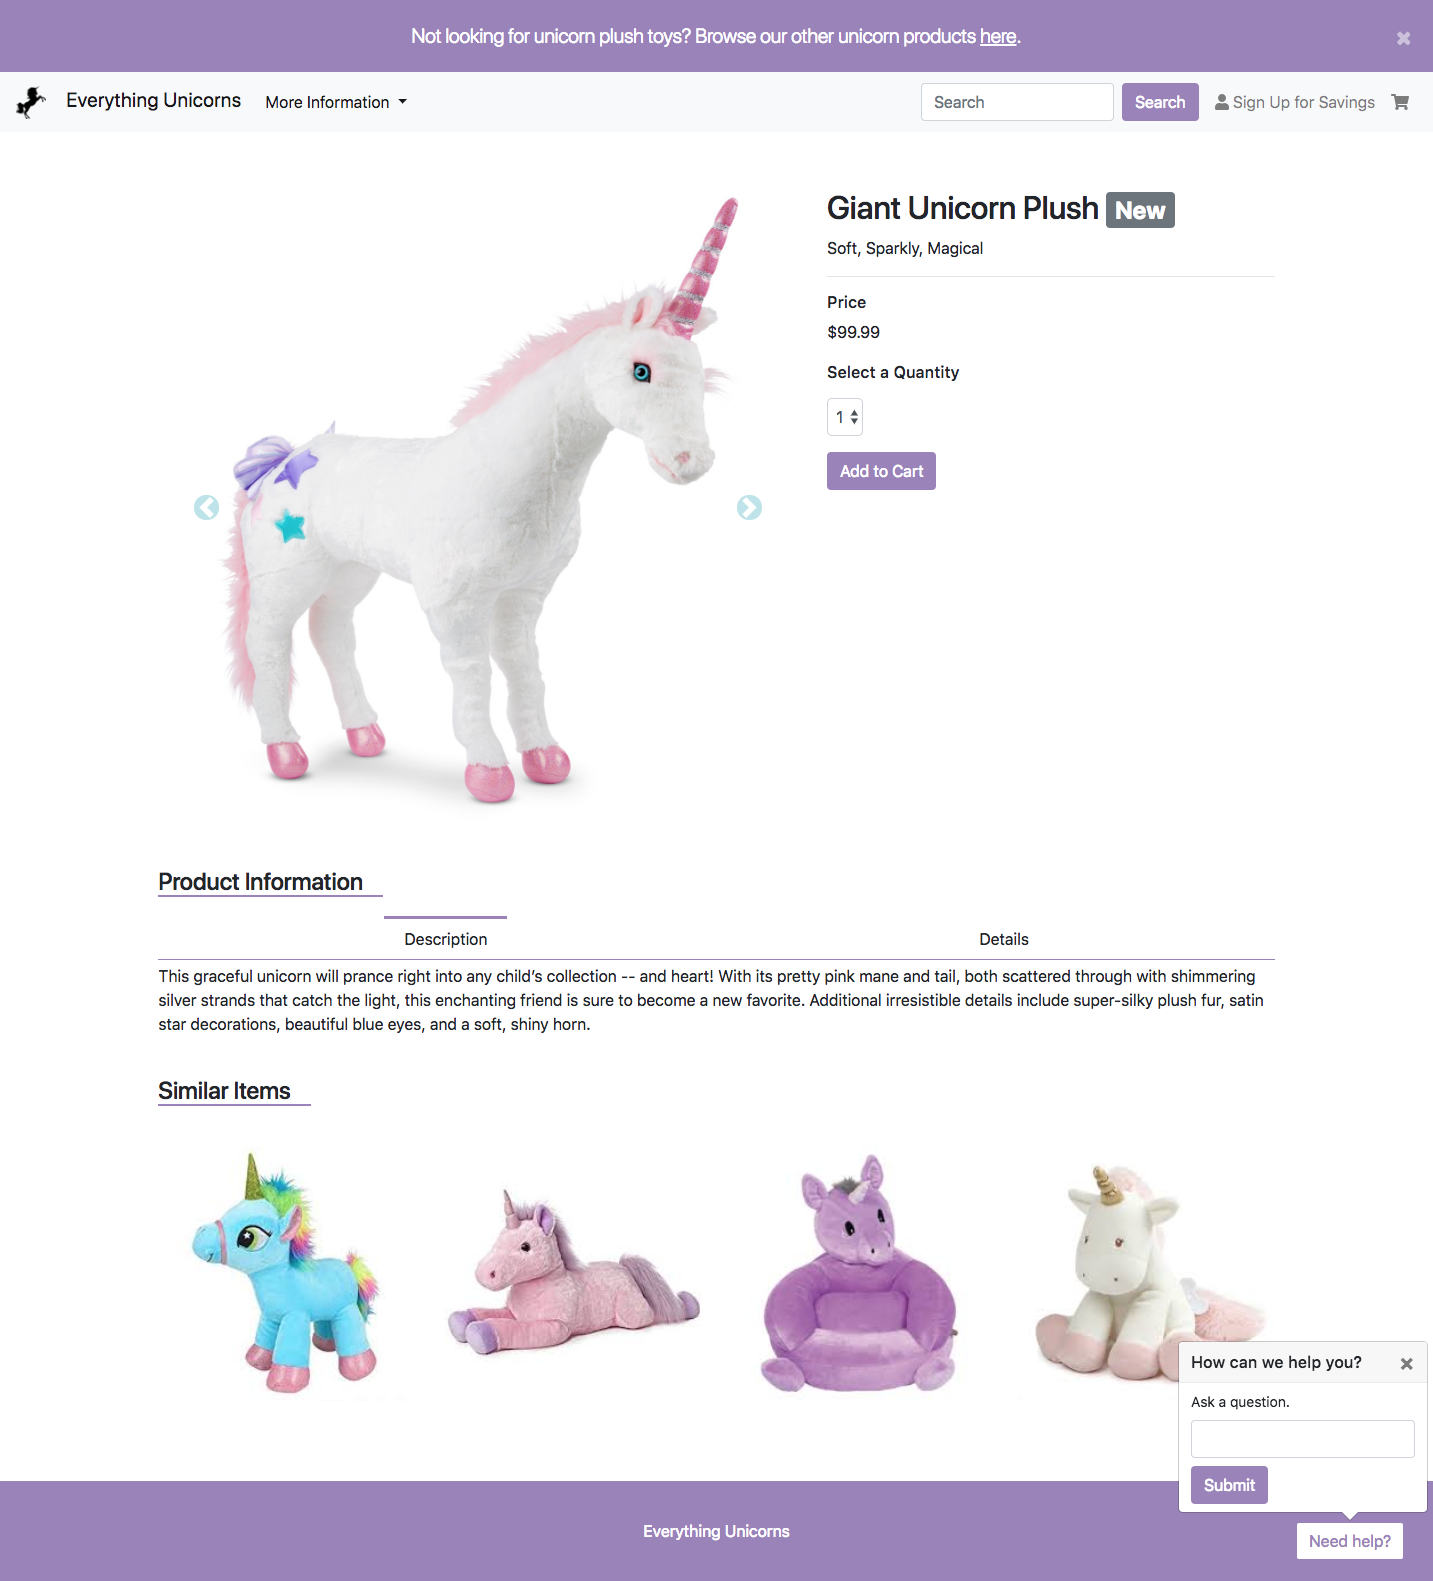 Not looking for unicorn plush toys? Browse our other unicorn products here.
×
Everything Unicorns
More Information
Search
Search
Sign Up for Savings
Giant Unicorn Plush New
Soft, Sparkly, Magical
Price
$99.99
Select a Quantity
1
Add to Cart
Product Information
Description
Details
This graceful unicorn will prance right into any child’s collection -- and heart! With its pretty pink mane and tail, both scattered through with shimmering
silver strands that catch the light, this enchanting friend is sure to become a new favorite. Additional irresistible details include super-silky plush fur, satin
star decorations, beautiful blue eyes, and a soft, shiny horn.
Similar Items
How can we help you?
×
Ask a question.
Submit
Everything Unicorns
Need help?